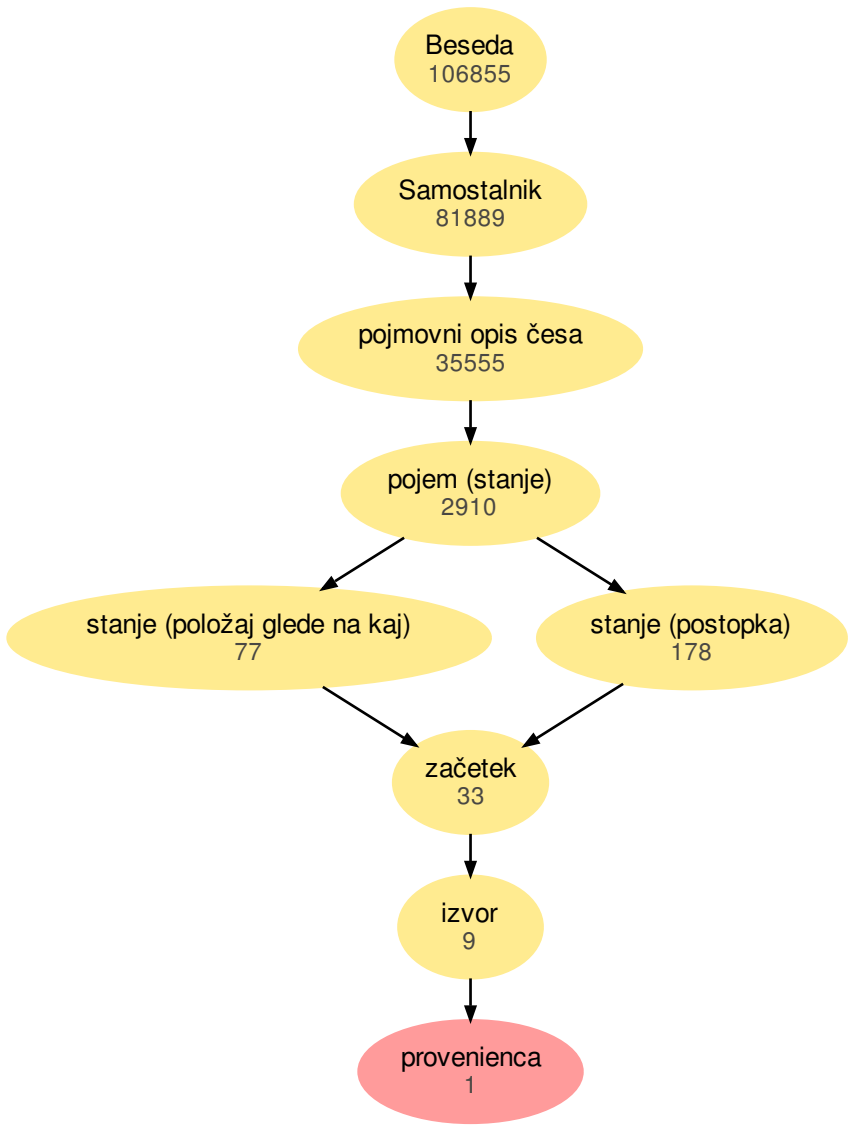 Beseda
106855
Samostalnik
81889
pojmovni opis česa
35555
pojem (stanje)
2910
stanje (položaj glede na kaj)
77
stanje (postopka)
178
začetek
33
izvor
9
provenienca
1